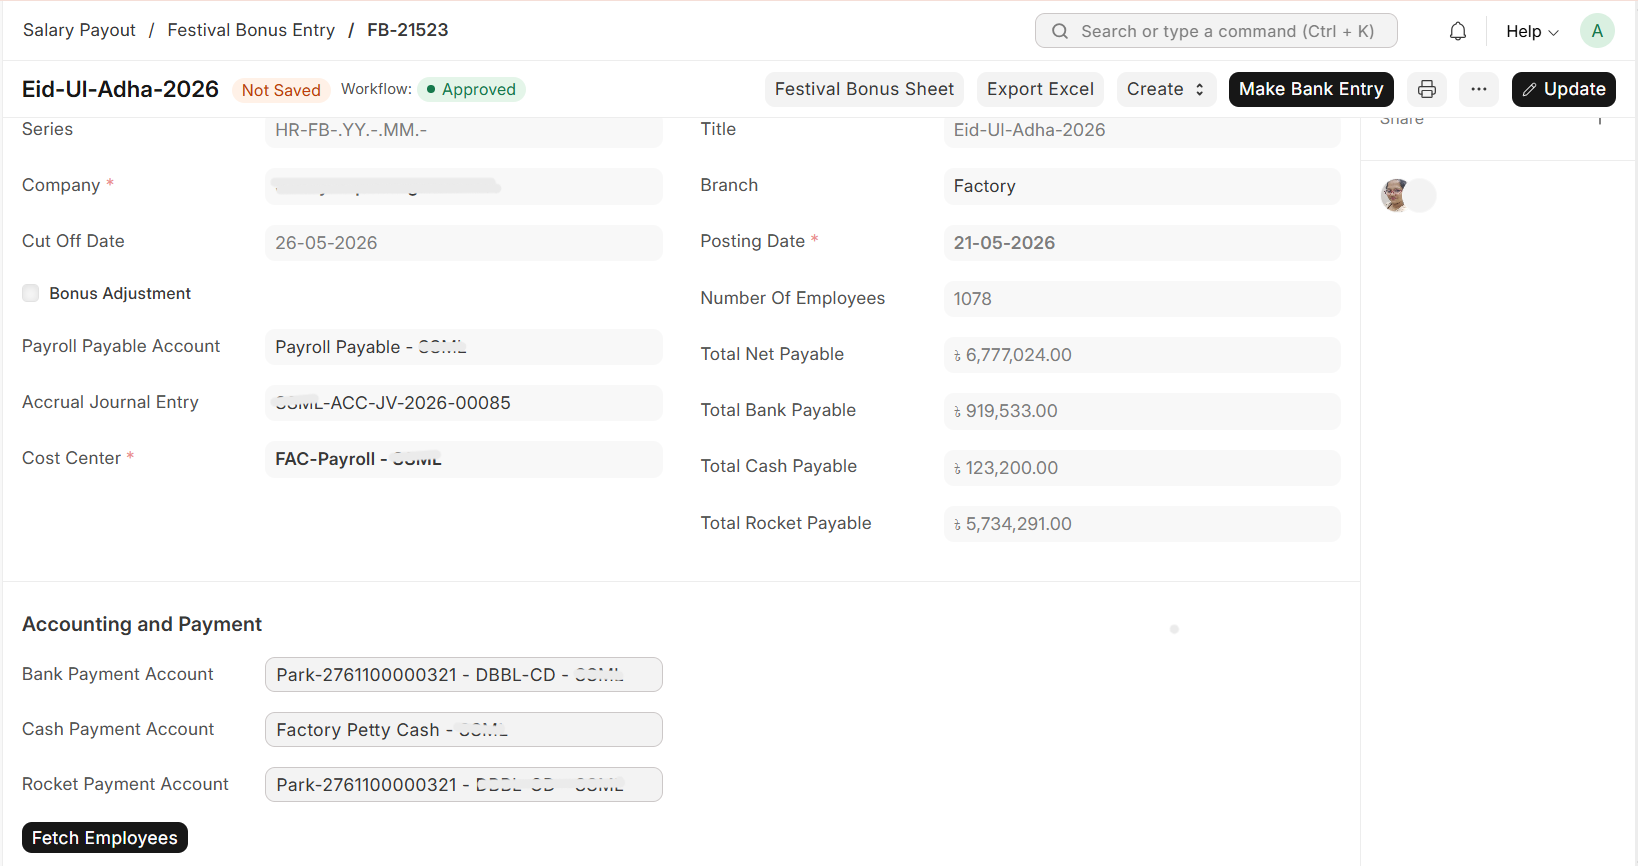 Salary Payout / Festival Bonus Entry / FB-21523
Search or type a command (Ctrl + K)
Help
A
Eid-Ul-Adha-2026
Not Saved
Workflow: Approved
Festival Bonus Sheet
Export Excel
Create
Make Bank Entry
Update
Series
HR-FB-.YY.-.MM.-
Title
Eid-Ul-Adha-2026
Share
Company *
Branch
Factory
Cut Off Date
26-05-2026
Posting Date *
21-05-2026
Bonus Adjustment
Number Of Employees
1078
Payroll Payable Account
Payroll Payable -
Total Net Payable
৳ 6,777,024.00
Accrual Journal Entry
-ACC-JV-2026-00085
Total Bank Payable
৳ 919,533.00
Cost Center *
FAC-Payroll -
Total Cash Payable
৳ 123,200.00
Total Rocket Payable
৳ 5,734,291.00
Accounting and Payment
Bank Payment Account
Park-2761100000321 - DBBL-CD -
Cash Payment Account
Factory Petty Cash -
Rocket Payment Account
Park-2761100000321 -
Fetch Employees